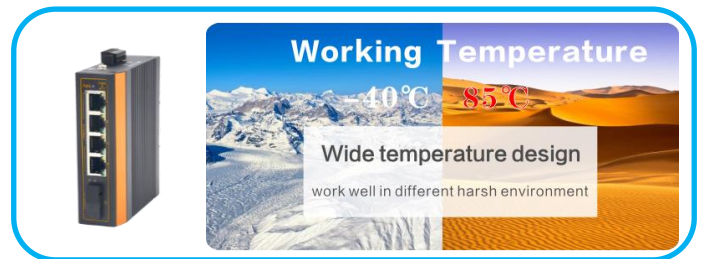 Working Temperature
-40℃ 85℃
Wide temperature design
work well in different harsh environment